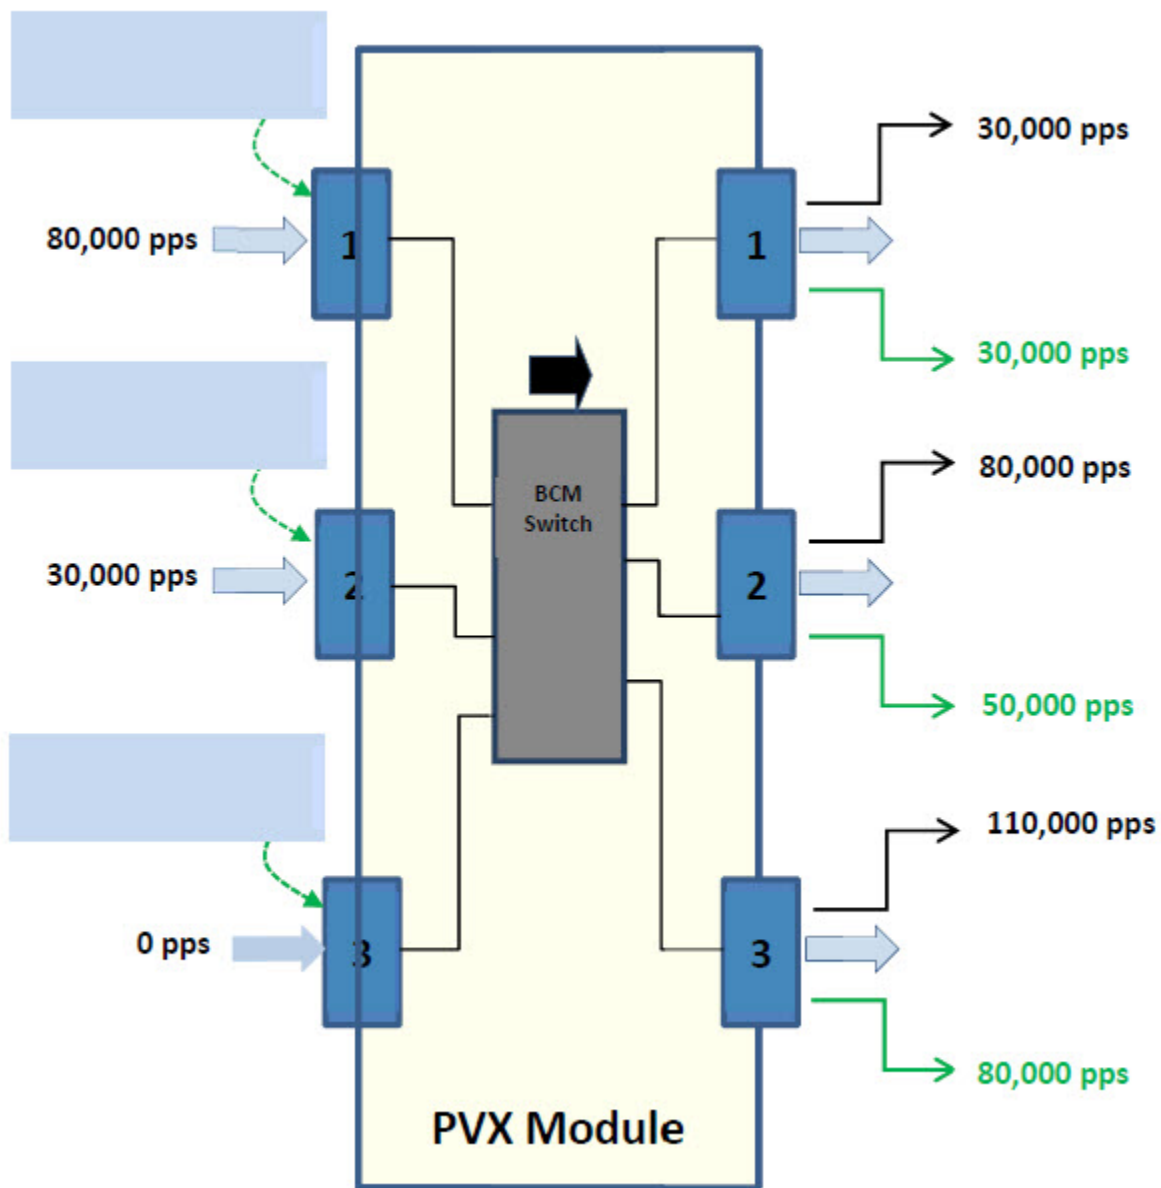 30,000 pps
80,000 pps
1
1
30,000 pps
80,000 pps
BCM
Switch
30,000 pps
2
2
50,000 pps
110,000 pps
0 pps
3
3
80,000 pps
PVX Module